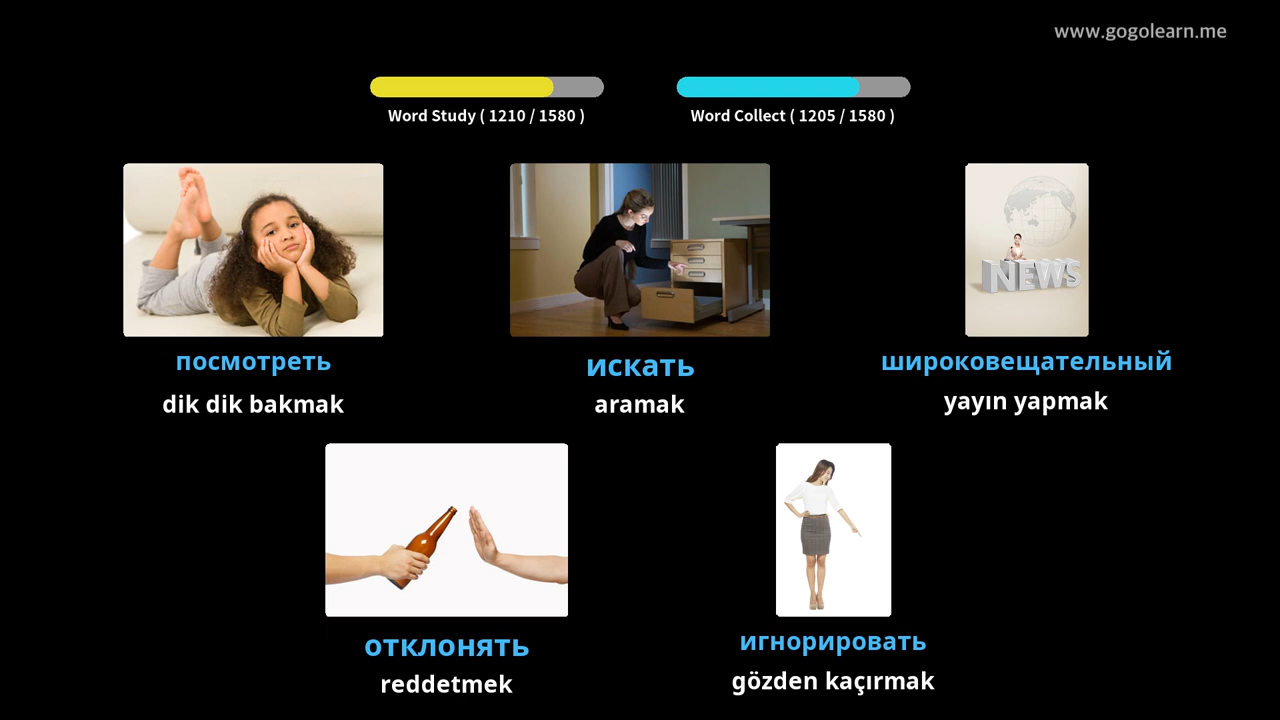 www.gogolearn.me
Word Study ( 1210 / 1580 )
Word Collect ( 1205 / 1580 )
NEWS
посмотреть
искать
широковещательный
dik dik bakmak
aramak
yayın yapmak
отклонять
игнорировать
reddetmek
gözden kaçırmak